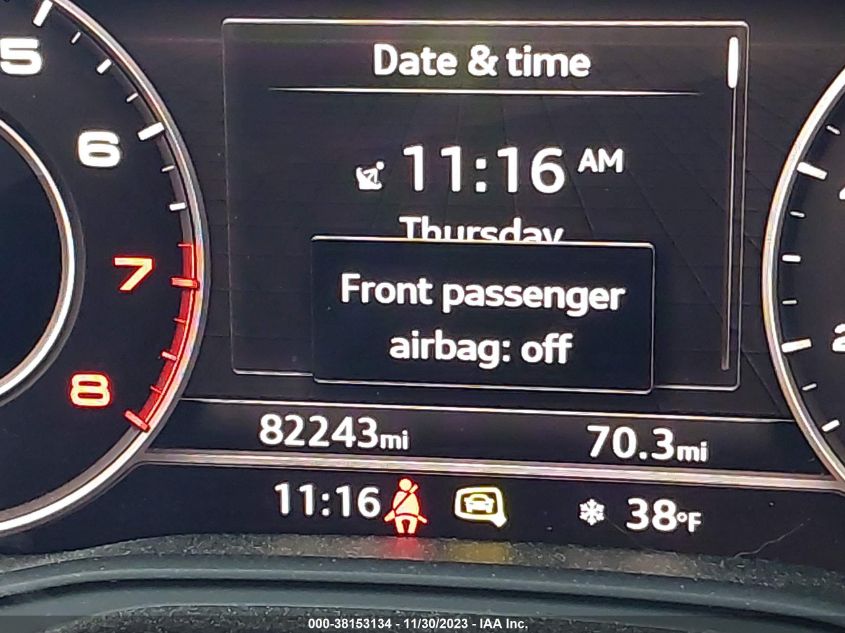 5
6
7
8
Date & time
11:16 AM
Thursday
Front passenger
airbag: off
82243mi 70.3mi
11:16 38°F
000-38153134 - 11/30/2023 - IAA Inc.